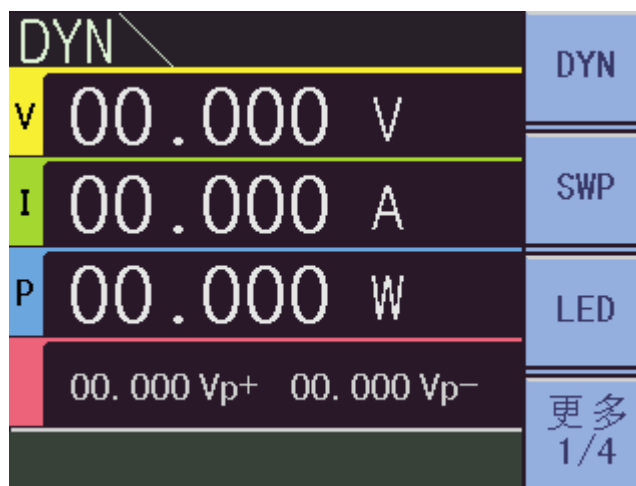 DYN
V 00.000 V
I 00.000 A
P 00.000 W
00.000 Vp+ 00.000 Vp-
DYN
SWP
LED
更多
1/4